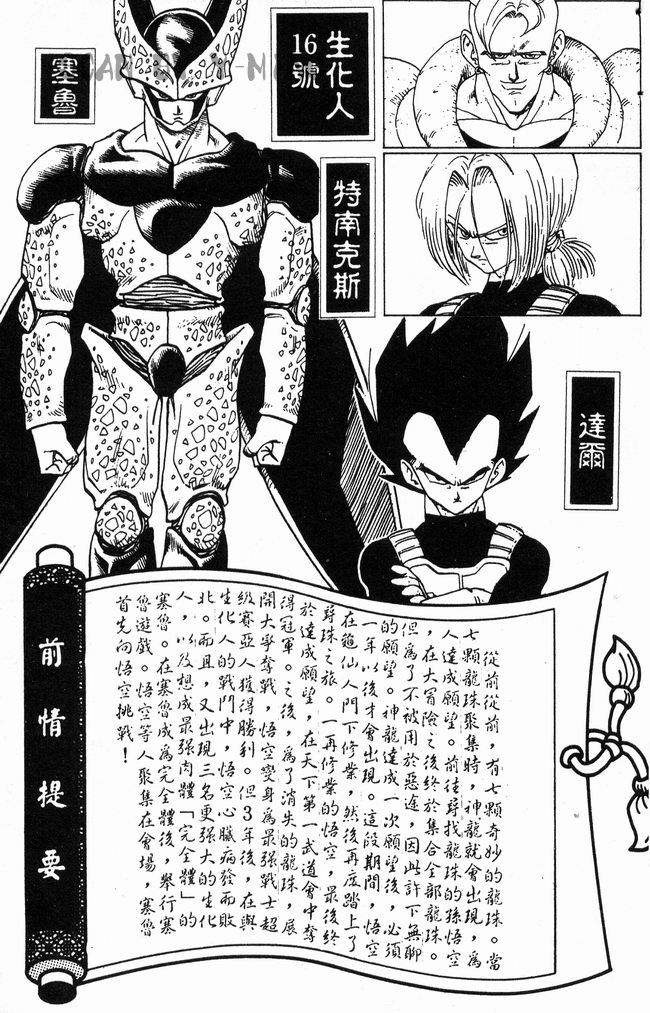 生化人
16號
塞魯
特南克斯
達爾
前情提要
從前從前，有七顆奇妙的龍珠。當
七顆龍珠聚集時，神龍就會出現，為
人達成願望。前往尋找龍珠的孫悟空
，在大冒險之後終於集合全部龍珠。
但為了不被用於惡途，因此許下無聊
的願望。神龍達成一次願望後，必須
一年以後才會出現。這段期間，悟空
在龜仙人門下修業，然後再度踏上了
尋珠之旅。一再修業的悟空，最後終
於達成願望，在天下第一武道會中奪
得冠軍。之後，為了消失的龍珠，展
開大爭奪戰，悟空變身為最強戰士超
級賽亞人獲得勝利。但3年後，在與
生化人的戰鬥中，悟空心臟病發而敗
北。而且，又出現三名更強大的生化
人，以及想成最强肉體「完全體」的
塞魯。在塞魯成為完全體後，舉行塞
魯遊戲。悟空等人聚集在會場，塞魯
首先向悟空挑戰！